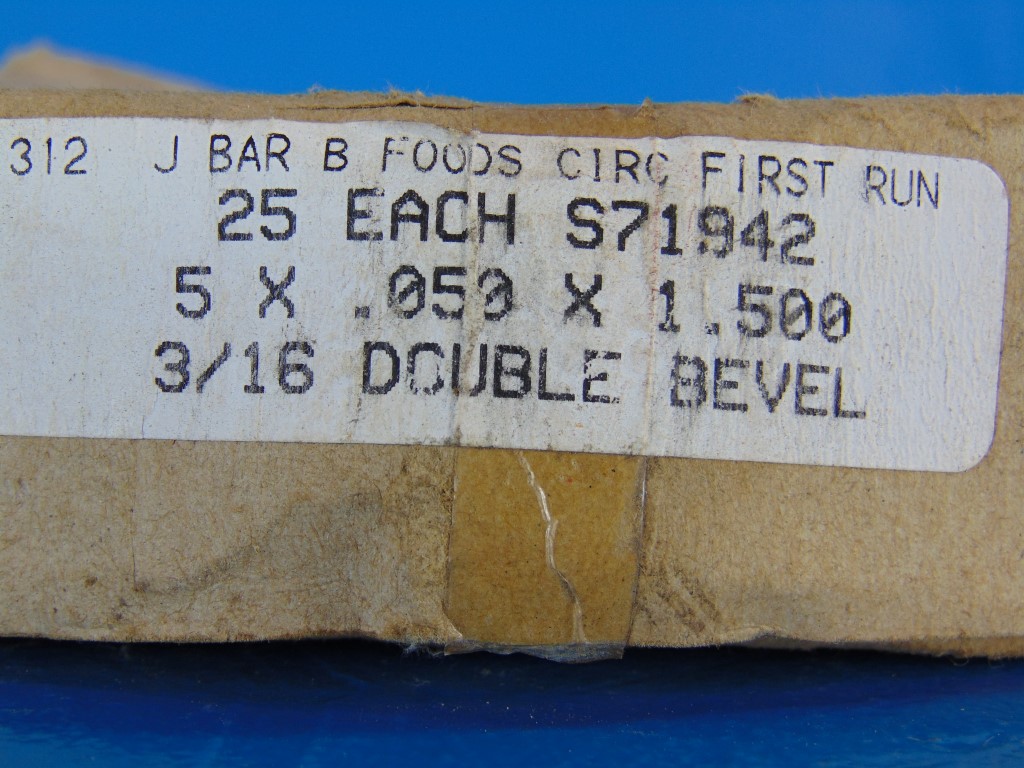 312 J BAR B FOODS CIRC FIRST RUN
25 EACH S71942
5 X .050 X 1.500
3/16 DOUBLE BEVEL